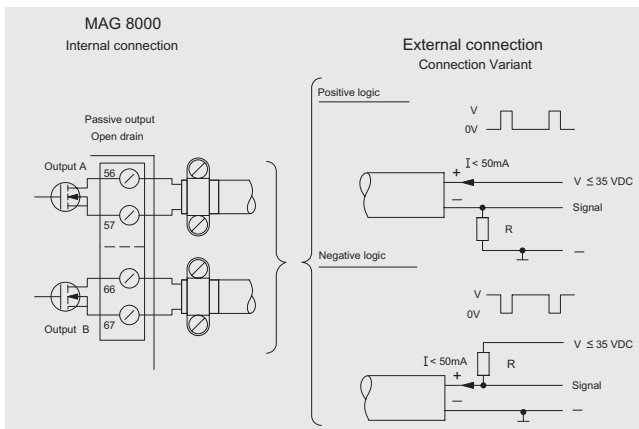 MAG 8000
Internal connection
Passive output
Open drain
Output A
56
57
66
67
Output B
External connection
Connection Variant
Positive logic
V
0V
I < 50mA
+
V ≤ 35 VDC
–
Signal
R
–
Negative logic
V
0V
V ≤ 35 VDC
I < 50mA
R
+
Signal
–
–